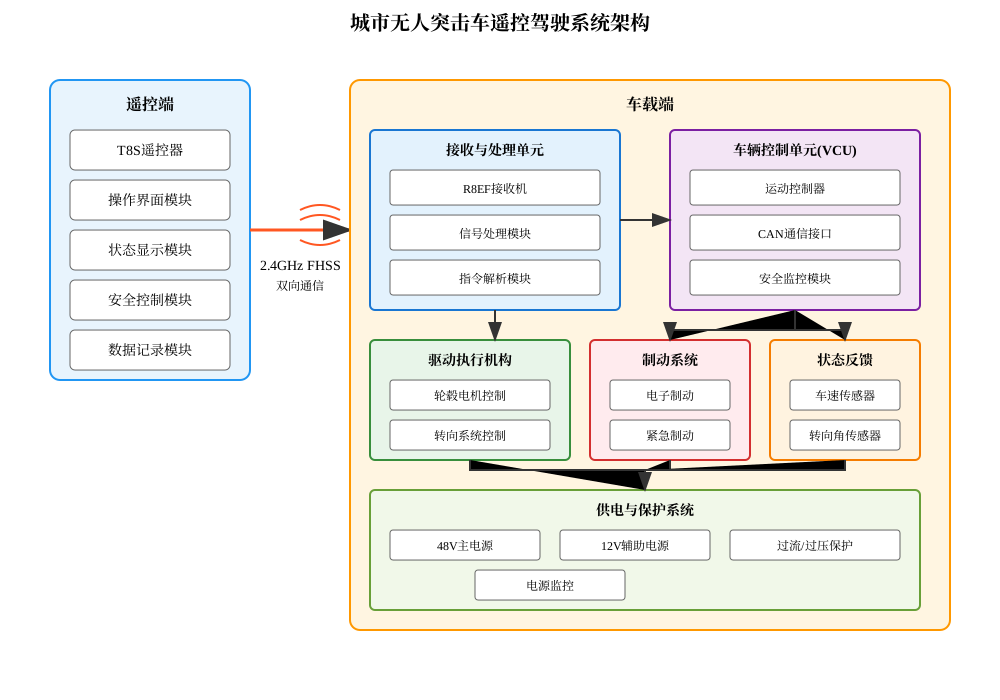 城市无人突击车遥控驾驶系统架构
遥控端
T8S遥控器
操作界面模块
状态显示模块
安全控制模块
数据记录模块
2.4GHz FHSS
双向通信
车载端
接收与处理单元
R8EF接收机
信号处理模块
指令解析模块
车辆控制单元(VCU)
运动控制器
CAN通信接口
安全监控模块
驱动执行机构
轮毂电机控制
转向系统控制
制动系统
电子制动
紧急制动
状态反馈
车速传感器
转向角传感器
供电与保护系统
48V主电源
12V辅助电源
过流/过压保护
电源监控